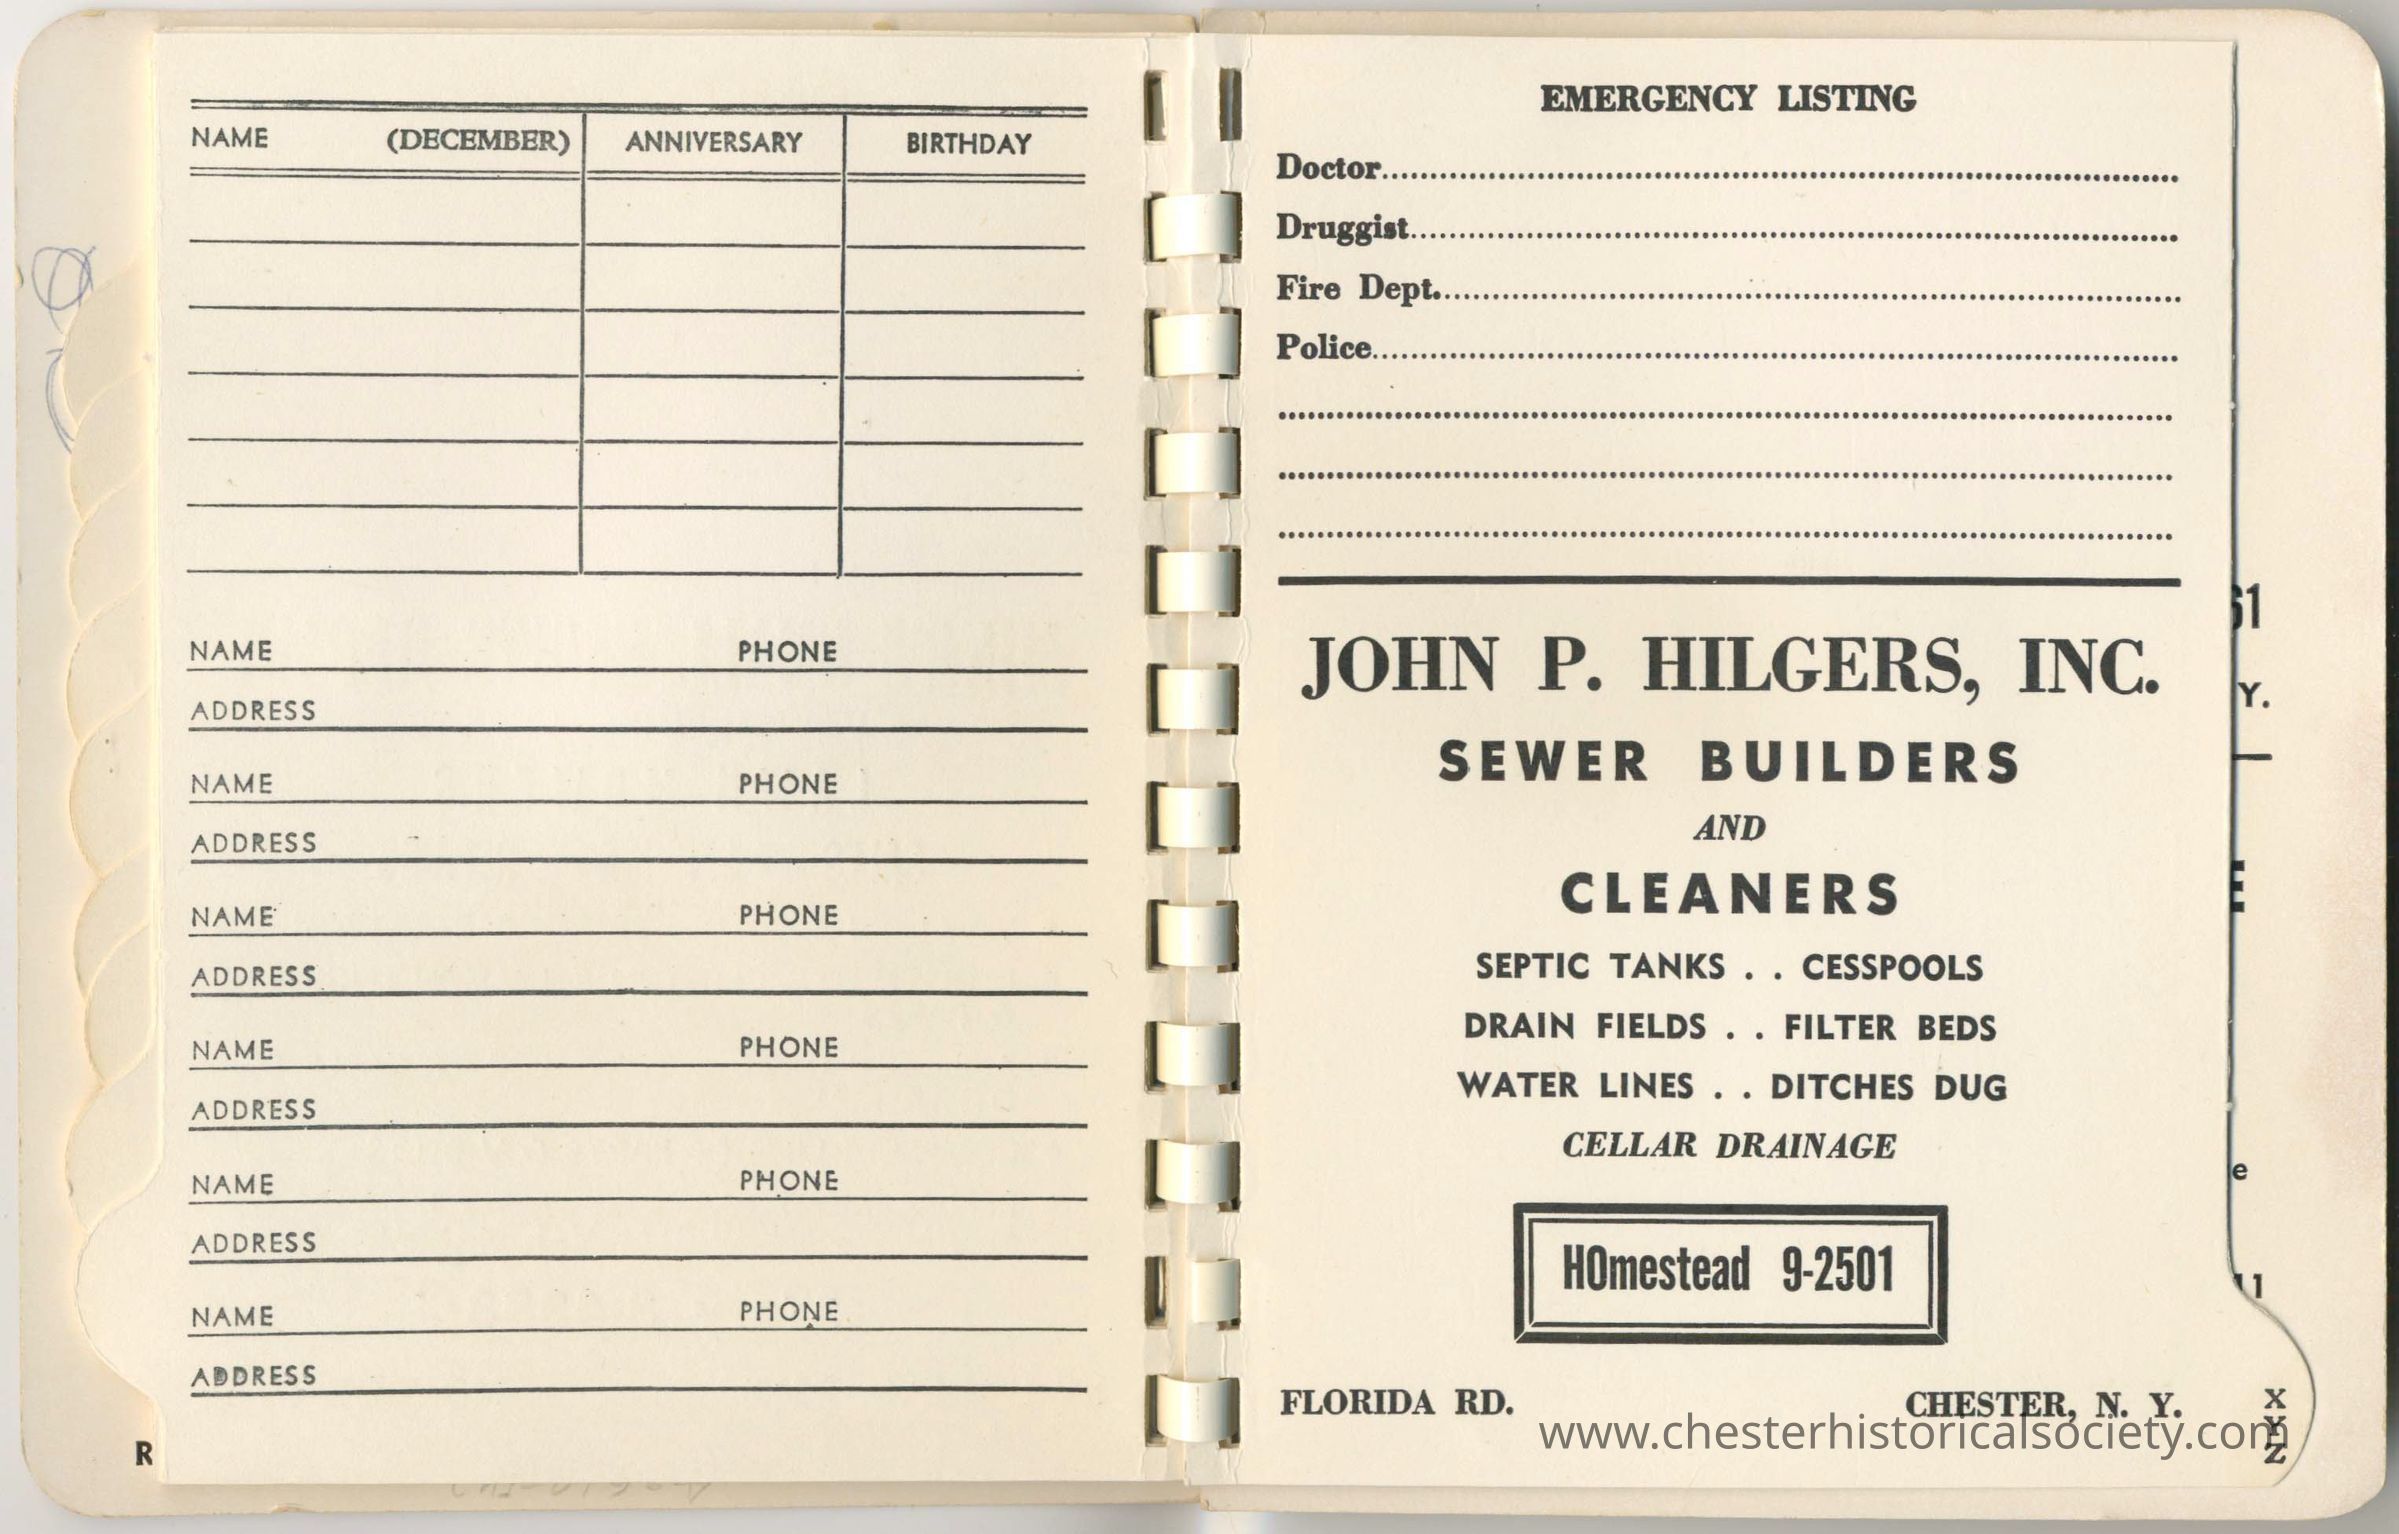 NAME (DECEMBER) ANNIVERSARY BIRTHDAY
NAME PHONE
ADDRESS
NAME PHONE
ADDRESS
NAME PHONE
ADDRESS
NAME PHONE
ADDRESS
NAME PHONE
ADDRESS
NAME PHONE
ADDRESS
R
EMERGENCY LISTING
Doctor
Druggist
Fire Dept.
Police
JOHN P. HILGERS, INC.
SEWER BUILDERS
AND
CLEANERS
SEPTIC TANKS . . CESSPOOLS
DRAIN FIELDS . . FILTER BEDS
WATER LINES . . DITCHES DUG
CELLAR DRAINAGE
HOmestead 9-2501
FLORIDA RD. CHESTER, N. Y.
www.chesterhistoricalsociety.com
X
Y
Z
Y.
e